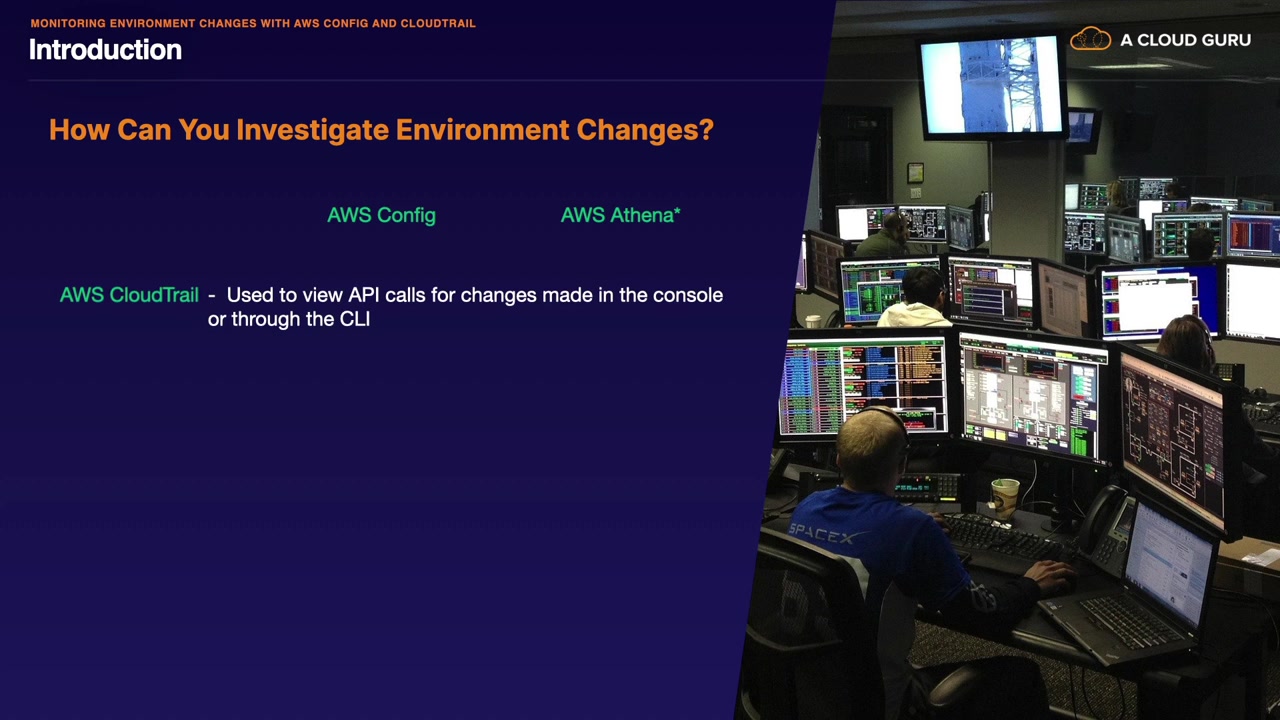 MONITORING ENVIRONMENT CHANGES WITH AWS CONFIG AND CLOUDTRAIL
Introduction
A CLOUD GURU
How Can You Investigate Environment Changes?
AWS Config
AWS Athena*
AWS CloudTrail - Used to view API calls for changes made in the console
or through the CLI
SPACEX